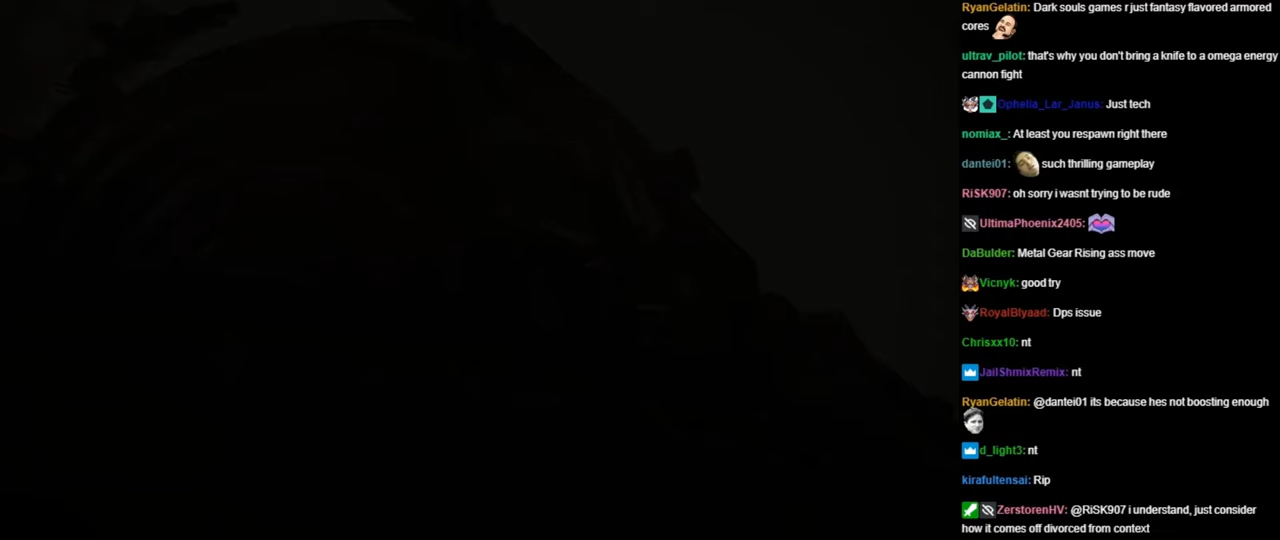 RyanGelatin: Dark souls games r just fantasy flavored armored
cores
ultrav_pilot: that's why you don't bring a knife to a omega energy
cannon fight
Ophelia_Lar_Janus: Just tech
nomiax_: At least you respawn right there
dantei01: such thrilling gameplay
RiSK907: oh sorry i wasnt trying to be rude
UltimaPhoenix2405:
DaBulder: Metal Gear Rising ass move
Vicnyk: good try
RoyalBlyaad: Dps issue
Chrisxx10: nt
JailShmixRemix: nt
RyanGelatin: @dantei01 its because hes not boosting enough
d_light3: nt
kirafultensai: Rip
ZerstorenHV: @RiSK907 i understand, just consider
how it comes off divorced from context